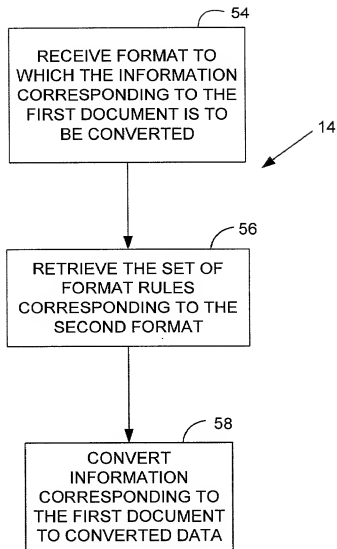 54
RECEIVE FORMAT TO
WHICH THE INFORMATION
CORRESPONDING TO THE
FIRST DOCUMENT IS TO
BE CONVERTED
14
56
RETRIEVE THE SET OF
FORMAT RULES
CORRESPONDING TO THE
SECOND FORMAT
58
CONVERT
INFORMATION
CORRESPONDING TO
THE FIRST DOCUMENT
TO CONVERTED DATA